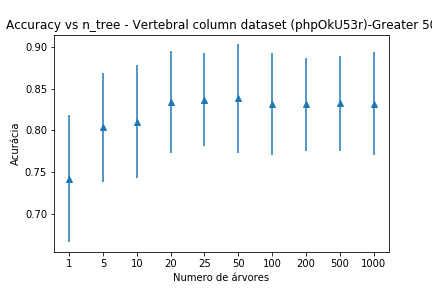 Accuracy vs n_tree - Vertebral column dataset (phpOkU53r)-Greater 50
0.90
0.85
0.80
0.75
0.70
Acurácia
1 5 10 20 25 50 100 200 500 1000
Numero de árvores